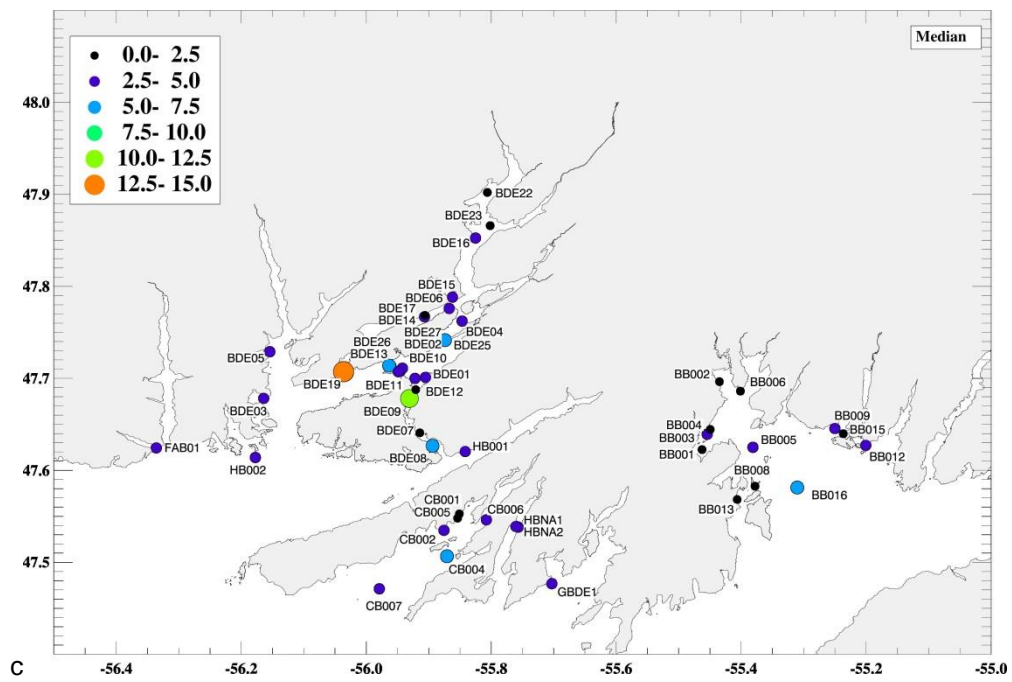 Median
0.0- 2.5
2.5- 5.0
5.0- 7.5
7.5- 10.0
10.0- 12.5
12.5- 15.0
48.0
47.9
47.8
47.7
47.6
47.5
BDE22
BDE23
BDE16
BDE15
BDE06
BDE17
BDE14
BDE27
BDE04
BDE02
BDE25
BDE26
BDE13
BDE10
BDE05
BDE19
BDE11
BDE01
BDE12
BDE03
BDE09
BDE07
BDE08
HB001
FAB01
HB002
BB002
BB006
BB004
BB003
BB001
BB005
BB009
BB015
BB012
BB008
BB016
BB013
CB001
CB005
CB006
HBNA1
HBNA2
CB002
CB004
CB007
GBDE1
C
-56.4
-56.2
-56.0
-55.8
-55.6
-55.4
-55.2
-55.0